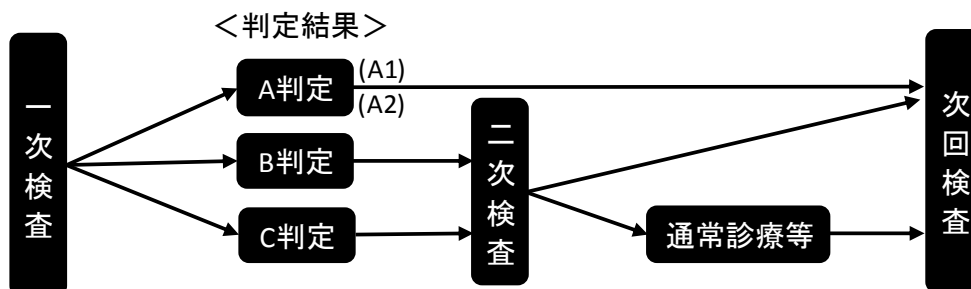 ＜判定結果＞
一次検査
A判定
(A1)
(A2)
B判定
C判定
二次検査
通常診療等
次回検査